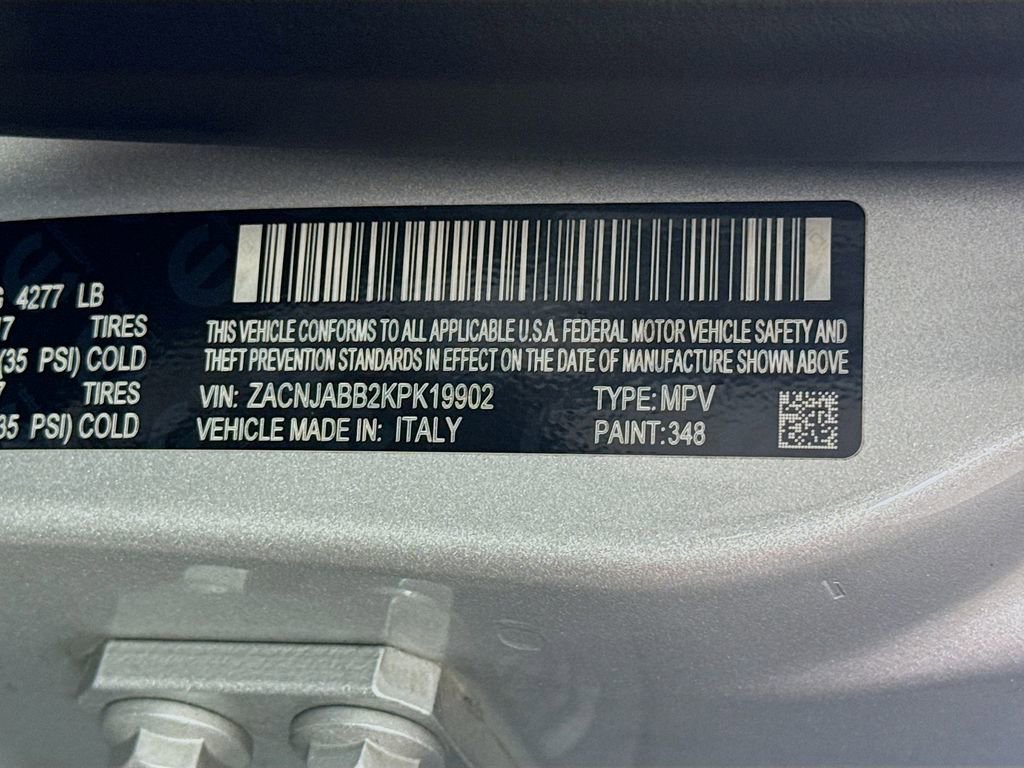 4277 LB
TIRES
(35 PSI) COLD
TIRES
35 PSI) COLD
THIS VEHICLE CONFORMS TO ALL APPLICABLE U.S.A. FEDERAL MOTOR VEHICLE SAFETY AND
THEFT PREVENTION STANDARDS IN EFFECT ON THE DATE OF MANUFACTURE SHOWN ABOVE
VIN: ZACNJABB2KPK19902 TYPE: MPV
VEHICLE MADE IN: ITALY PAINT: 348